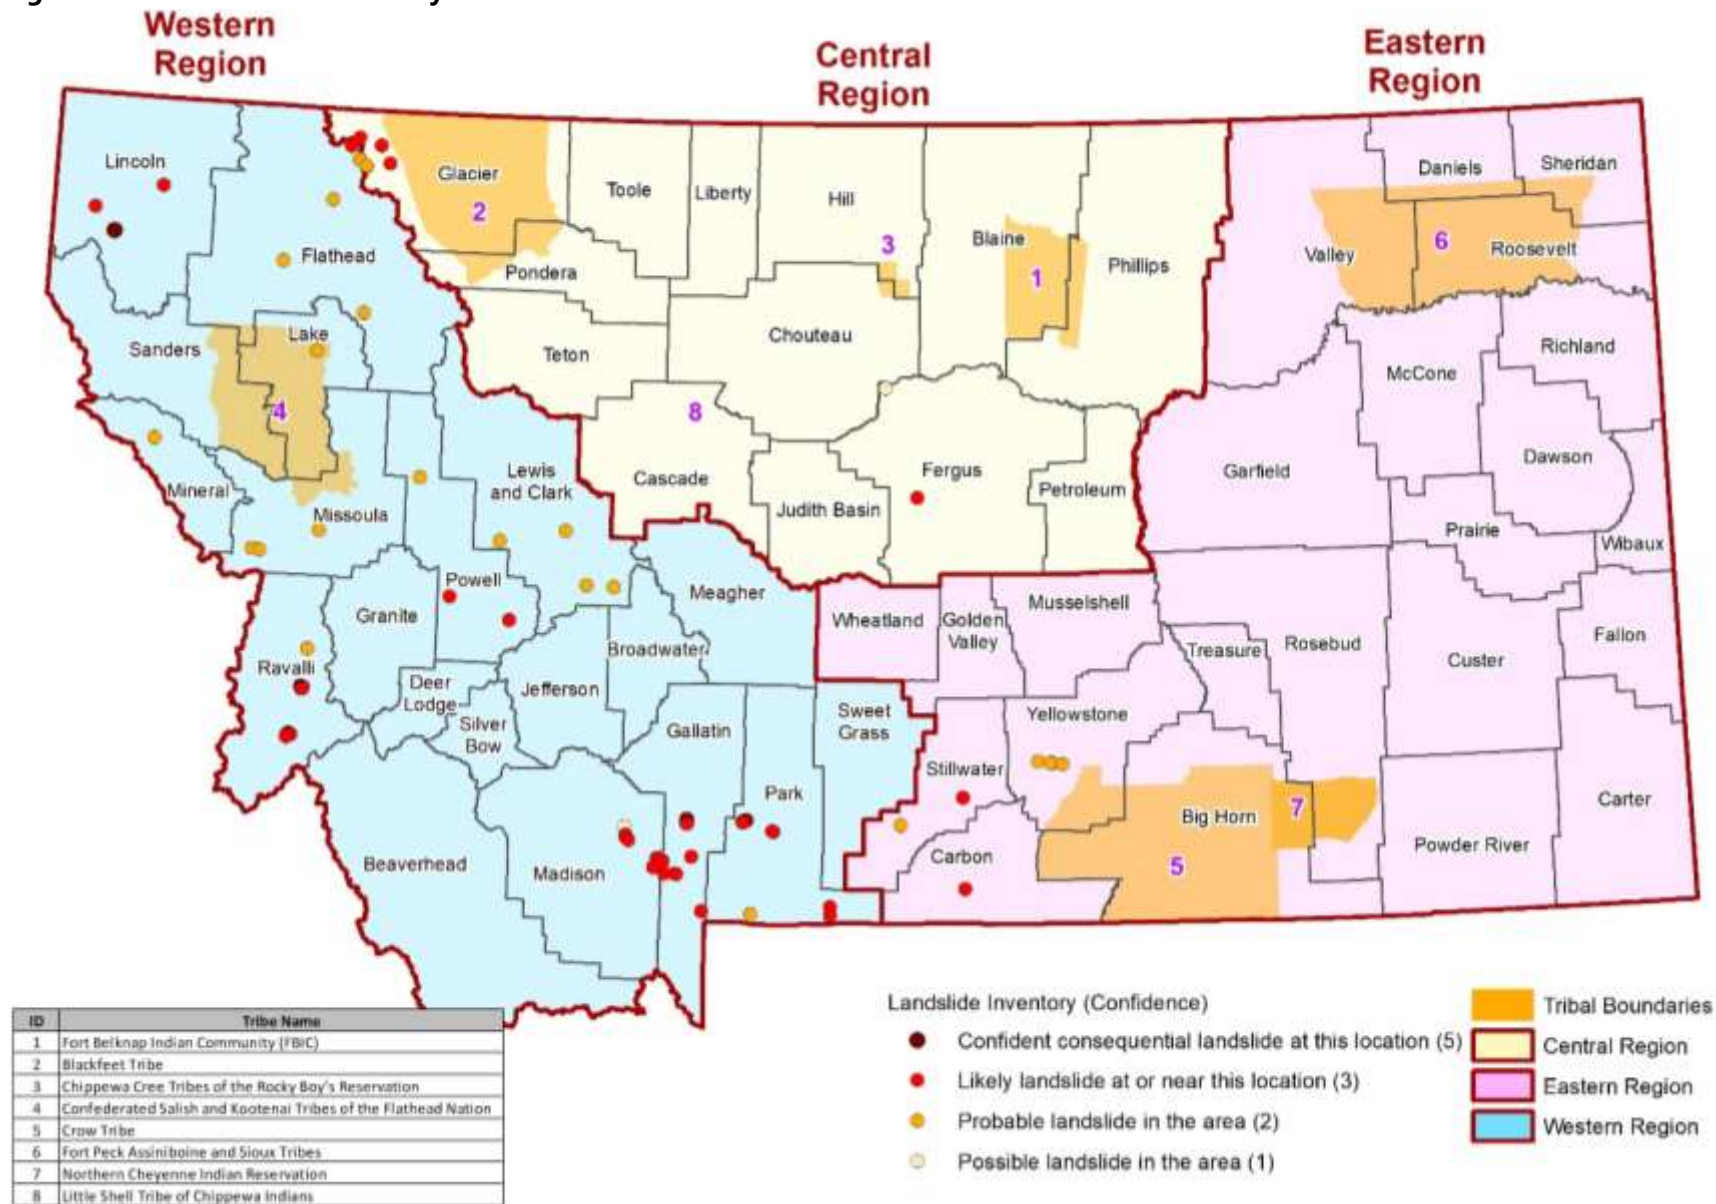 Western
Region
Central
Region
Eastern
Region
Lincoln
Glacier
Toole
Liberty
Hill
Blaine
Phillips
Daniels
Sheridan
Valley
Roosevelt
Flathead
Pondera
2
3
1
6
Sanders
Lake
Teton
Chouteau
McCone
Richland
4
8
Mineral
Missoula
Lewis
and Clark
Cascade
Judith Basin
Fergus
Petroleum
Garfield
Dawson
Prairie
Wibaux
Powell
Granite
Meagher
Wheatland
Golden
Valley
Musselshell
Treasure
Rosebud
Custer
Fallon
Ravalli
Deer
Lodge
Silver
Bow
Jefferson
Broadwater
Gallatin
Sweet
Grass
Yellowstone
Stillwater
Park
Big Horn
7
Carter
Beaverhead
Madison
Carbon
5
Powder River
ID Tribe Name
1 Fort Belknap Indian Community (FBIC)
2 Blackfeet Tribe
3 Chippewa Cree Tribes of the Rocky Boy's Reservation
4 Confederated Salish and Kootenai Tribes of the Flathead Nation
5 Crow Tribe
6 Fort Peck Assiniboine and Sioux Tribes
7 Northern Cheyenne Indian Reservation
8 Little Shell Tribe of Chippewa Indians
Landslide Inventory (Confidence)
Confident consequential landslide at this location (5)
Likely landslide at or near this location (3)
Probable landslide in the area (2)
Possible landslide in the area (1)
Tribal Boundaries
Central Region
Eastern Region
Western Region